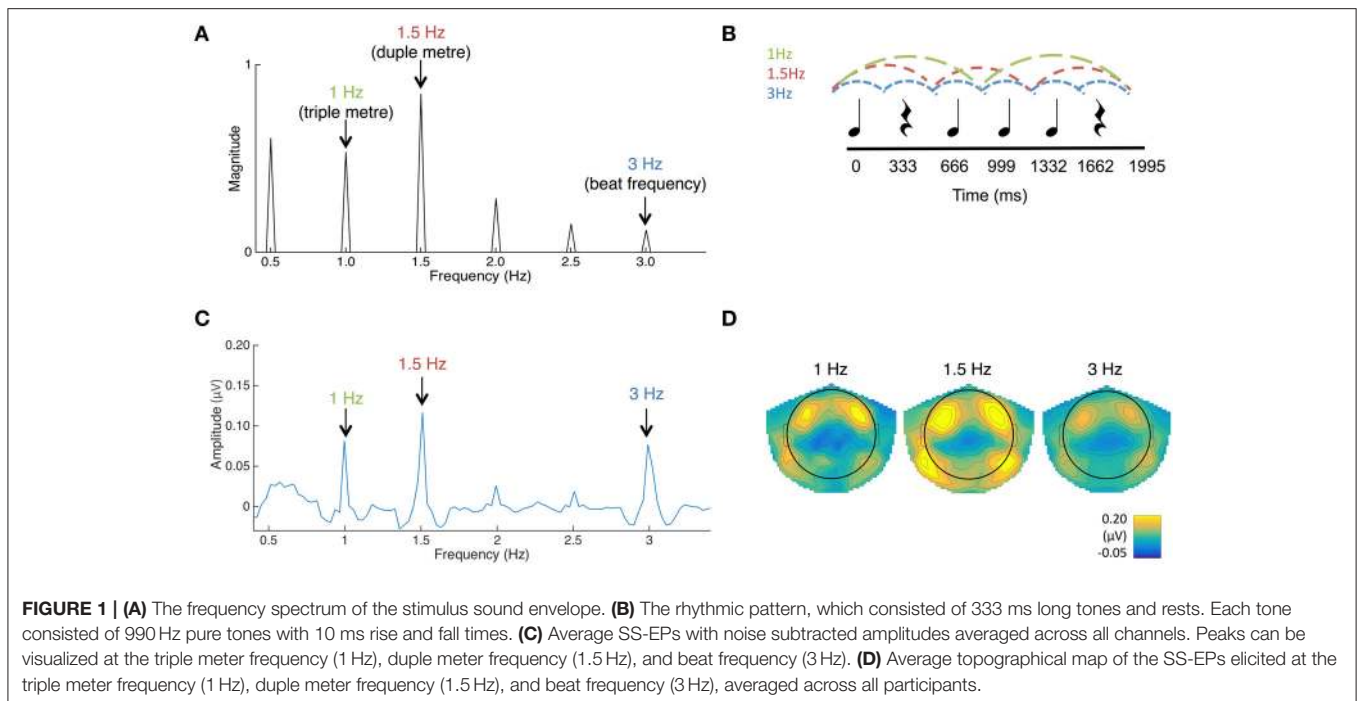 A
1.5 Hz
(duple metre)
1 Hz
(triple metre)
3 Hz
(beat frequency)
1
Magnitude
0
0.5 1.0 1.5 2.0 2.5 3.0
Frequency (Hz)
B
1Hz
1.5Hz
3Hz
0 333 666 999 1332 1662 1995
Time (ms)
C
0.20
0.15
0.10
0.05
0
Amplitude (µV)
1 Hz
1.5 Hz
3 Hz
0.5 1 1.5 2 2.5 3
Frequency (Hz)
D
1 Hz 1.5 Hz 3 Hz
0.20
(µV)
-0.05
FIGURE 1 | (A) The frequency spectrum of the stimulus sound envelope. (B) The rhythmic pattern, which consisted of 333 ms long tones and rests. Each tone
consisted of 990 Hz pure tones with 10 ms rise and fall times. (C) Average SS-EPs with noise subtracted amplitudes averaged across all channels. Peaks can be
visualized at the triple meter frequency (1 Hz), duple meter frequency (1.5 Hz), and beat frequency (3 Hz). (D) Average topographical map of the SS-EPs elicited at the
triple meter frequency (1 Hz), duple meter frequency (1.5 Hz), and beat frequency (3 Hz), averaged across all participants.